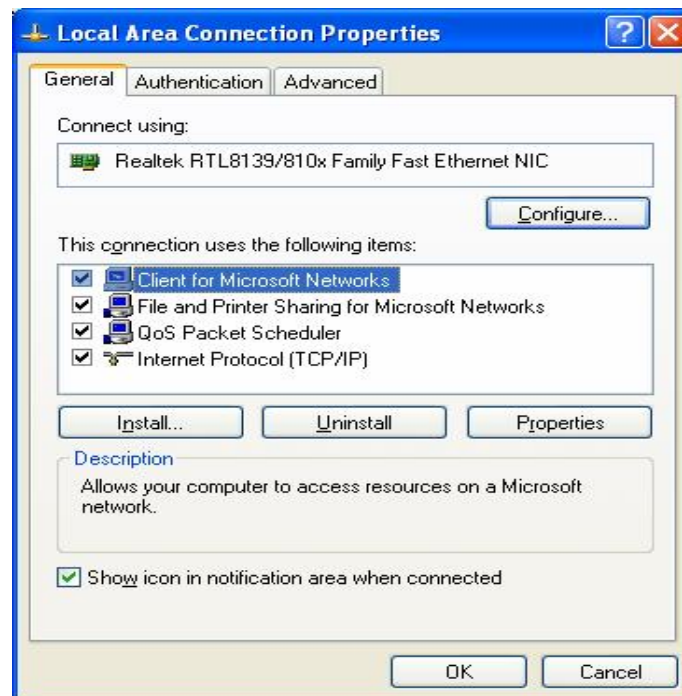 Local Area Connection Properties
General Authentication Advanced
Connect using:
Realtek RTL8139/810x Family Fast Ethernet NIC
Configure...
This connection uses the following items:
Client for Microsoft Networks
File and Printer Sharing for Microsoft Networks
QoS Packet Scheduler
Internet Protocol (TCP/IP)
Install... Uninstall Properties
Description
Allows your computer to access resources on a Microsoft
network.
Show icon in notification area when connected
OK Cancel